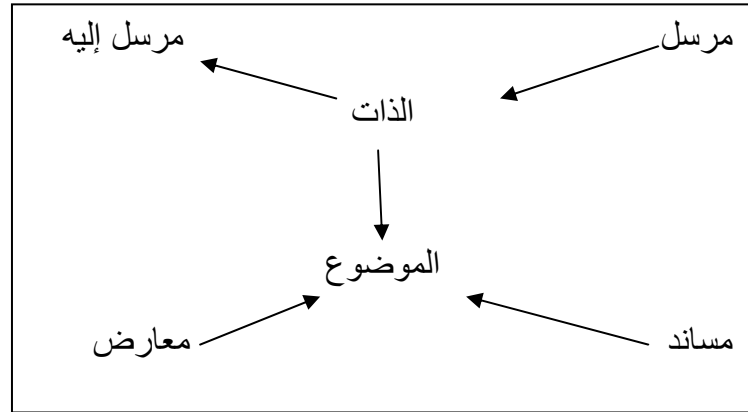 مرسل
مرسل إليه
الذات
الموضوع
مساند
معارض